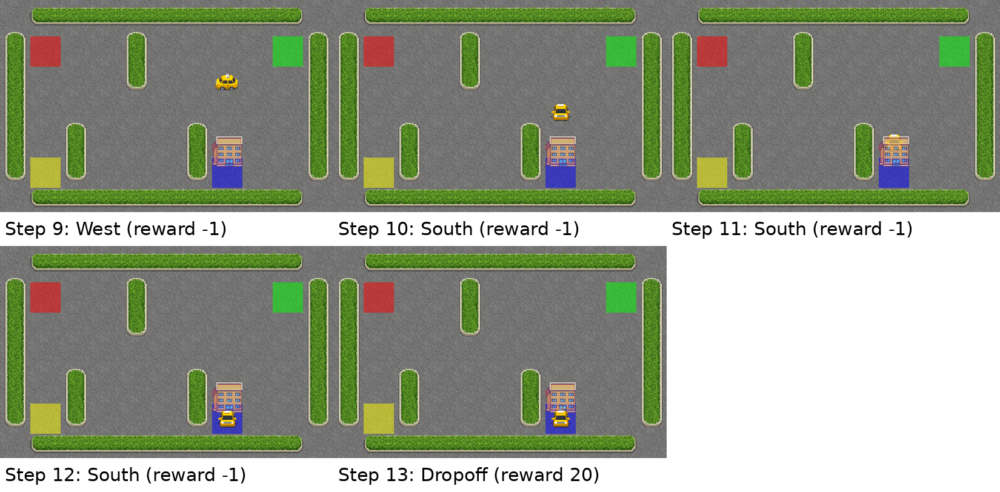 Step 9: West (reward -1)
Step 10: South (reward -1)
Step 11: South (reward -1)
Step 12: South (reward -1)
Step 13: Dropoff (reward 20)